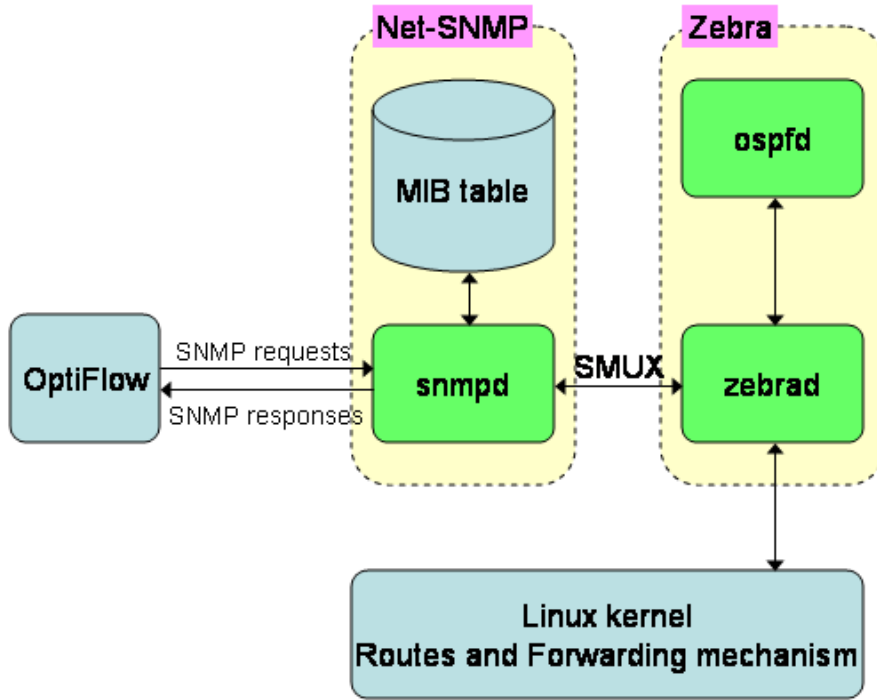 Net-SNMP
Zebra
MIB table
ospfd
OptiFlow
SNMP requests
SNMP responses
snmpd
SMUX
zebrad
Linux kernel
Routes and Forwarding mechanism